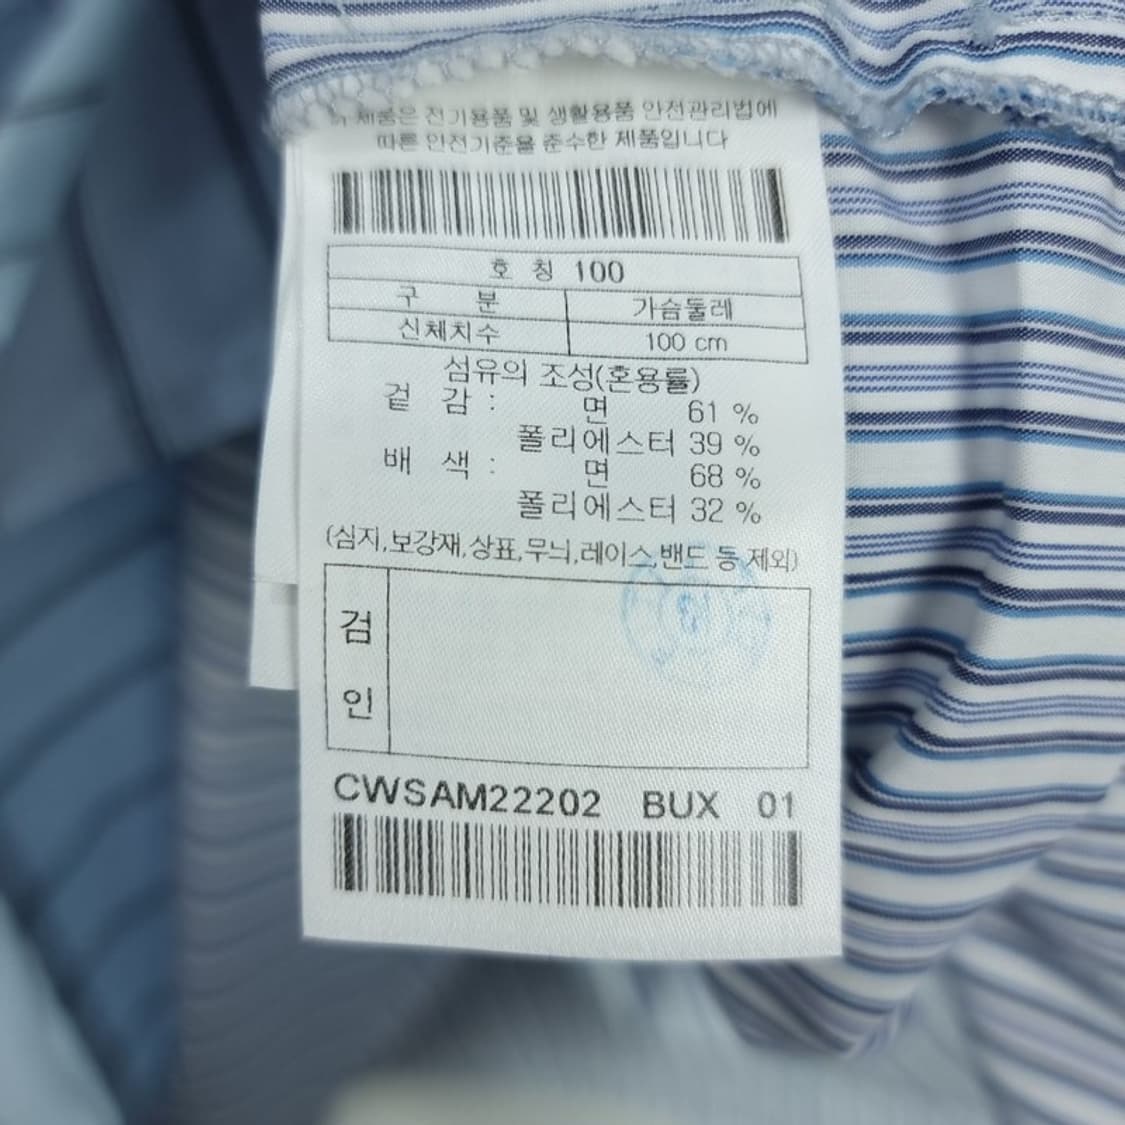 제품은 전기용품 및 생활용품 안전관리법에
따른 안전기준을 준수한 제품입니다
호 칭 100
구 분 가슴둘레
신체치수 100 cm
섬유의 조성(혼용률)
겉 감 : 면 61 %
폴리에스터 39 %
배 색 : 면 68 %
폴리에스터 32 %
(심지,보강재,상표,무늬,레이스,밴드 등 제외)
검
인
CWSAM22202 BUX 01